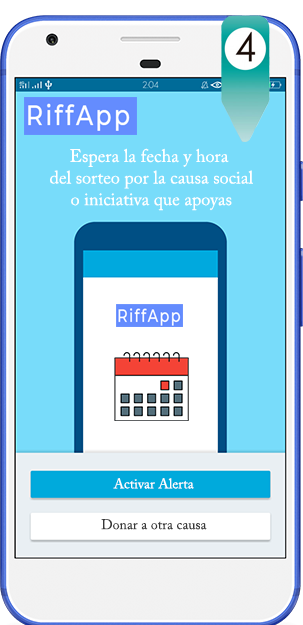 4
2:04
RiffApp
Espera la fecha y hora
del sorteo por la causa social
o iniciativa que apoyas
RiffApp
Activar Alerta
Donar a otra causa